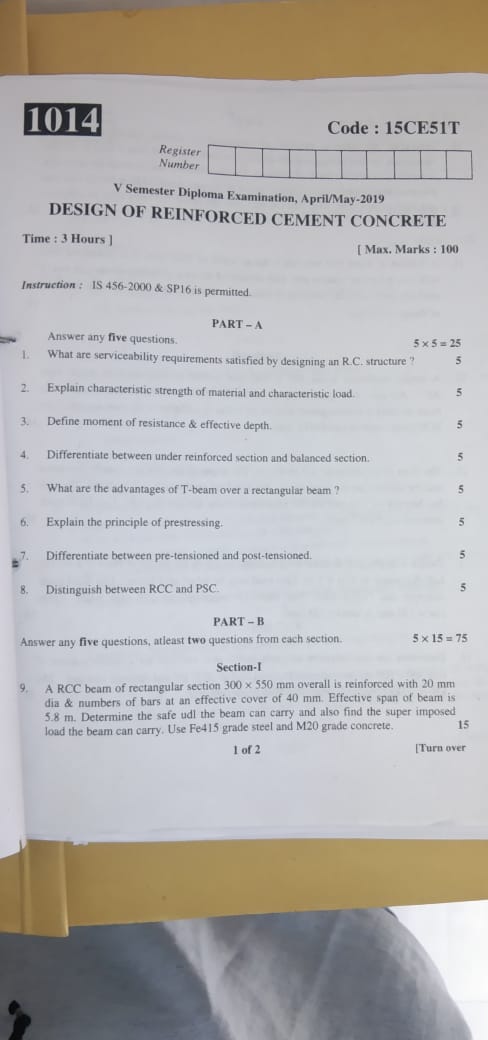 1014
Code : 15CE51T
Register
Number
V Semester Diploma Examination, April/May-2019
DESIGN OF REINFORCED CEMENT CONCRETE
Time : 3 Hours ]
[ Max. Marks : 100
Instruction : IS 456-2000 & SP16 is permitted.
PART – A
Answer any five questions. 5 × 5 = 25
1. What are serviceability requirements satisfied by designing an R.C. structure ? 5
2. Explain characteristic strength of material and characteristic load. 5
3. Define moment of resistance & effective depth. 5
4. Differentiate between under reinforced section and balanced section. 5
5. What are the advantages of T-beam over a rectangular beam ? 5
6. Explain the principle of prestressing. 5
7. Differentiate between pre-tensioned and post-tensioned. 5
8. Distinguish between RCC and PSC. 5
PART – B
Answer any five questions, atleast two questions from each section. 5 × 15 = 75
Section-I
9. A RCC beam of rectangular section 300 × 550 mm overall is reinforced with 20 mm
dia & numbers of bars at an effective cover of 40 mm. Effective span of beam is
5.8 m. Determine the safe udl the beam can carry and also find the super imposed
load the beam can carry. Use Fe415 grade steel and M20 grade concrete. 15
1 of 2
[Turn over